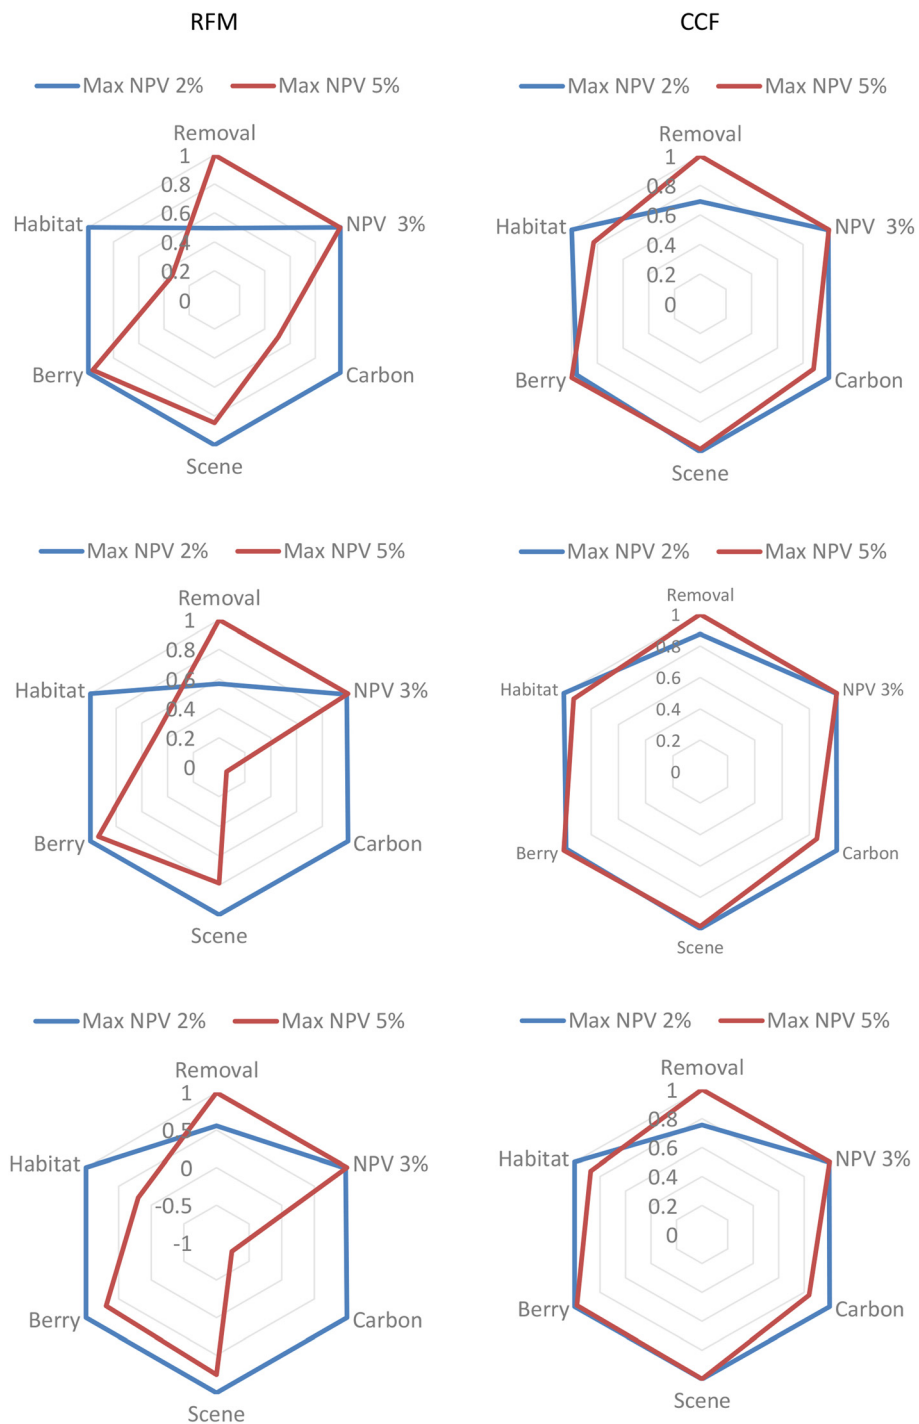 RFM
CCF
Max NPV 2% Max NPV 5%
Removal
1
0.8
0.6
0.4
0.2
0
Habitat
NPV 3%
Berry
Carbon
Scene
Max NPV 2% Max NPV 5%
Removal
1
0.8
0.6
0.4
0.2
0
Habitat
NPV 3%
Berry
Carbon
Scene
Max NPV 2% Max NPV 5%
Removal
1
0.8
0.6
0.4
0.2
0
Habitat
NPV 3%
Berry
Carbon
Scene
Max NPV 2% Max NPV 5%
Removal
1
0.8
0.6
0.4
0.2
0
Habitat
NPV 3%
Berry
Carbon
Scene
Max NPV 2% Max NPV 5%
Removal
1
0.5
0
-0.5
-1
Habitat
NPV 3%
Berry
Carbon
Scene
Max NPV 2% Max NPV 5%
Removal
1
0.8
0.6
0.4
0.2
0
Habitat
NPV 3%
Berry
Carbon
Scene